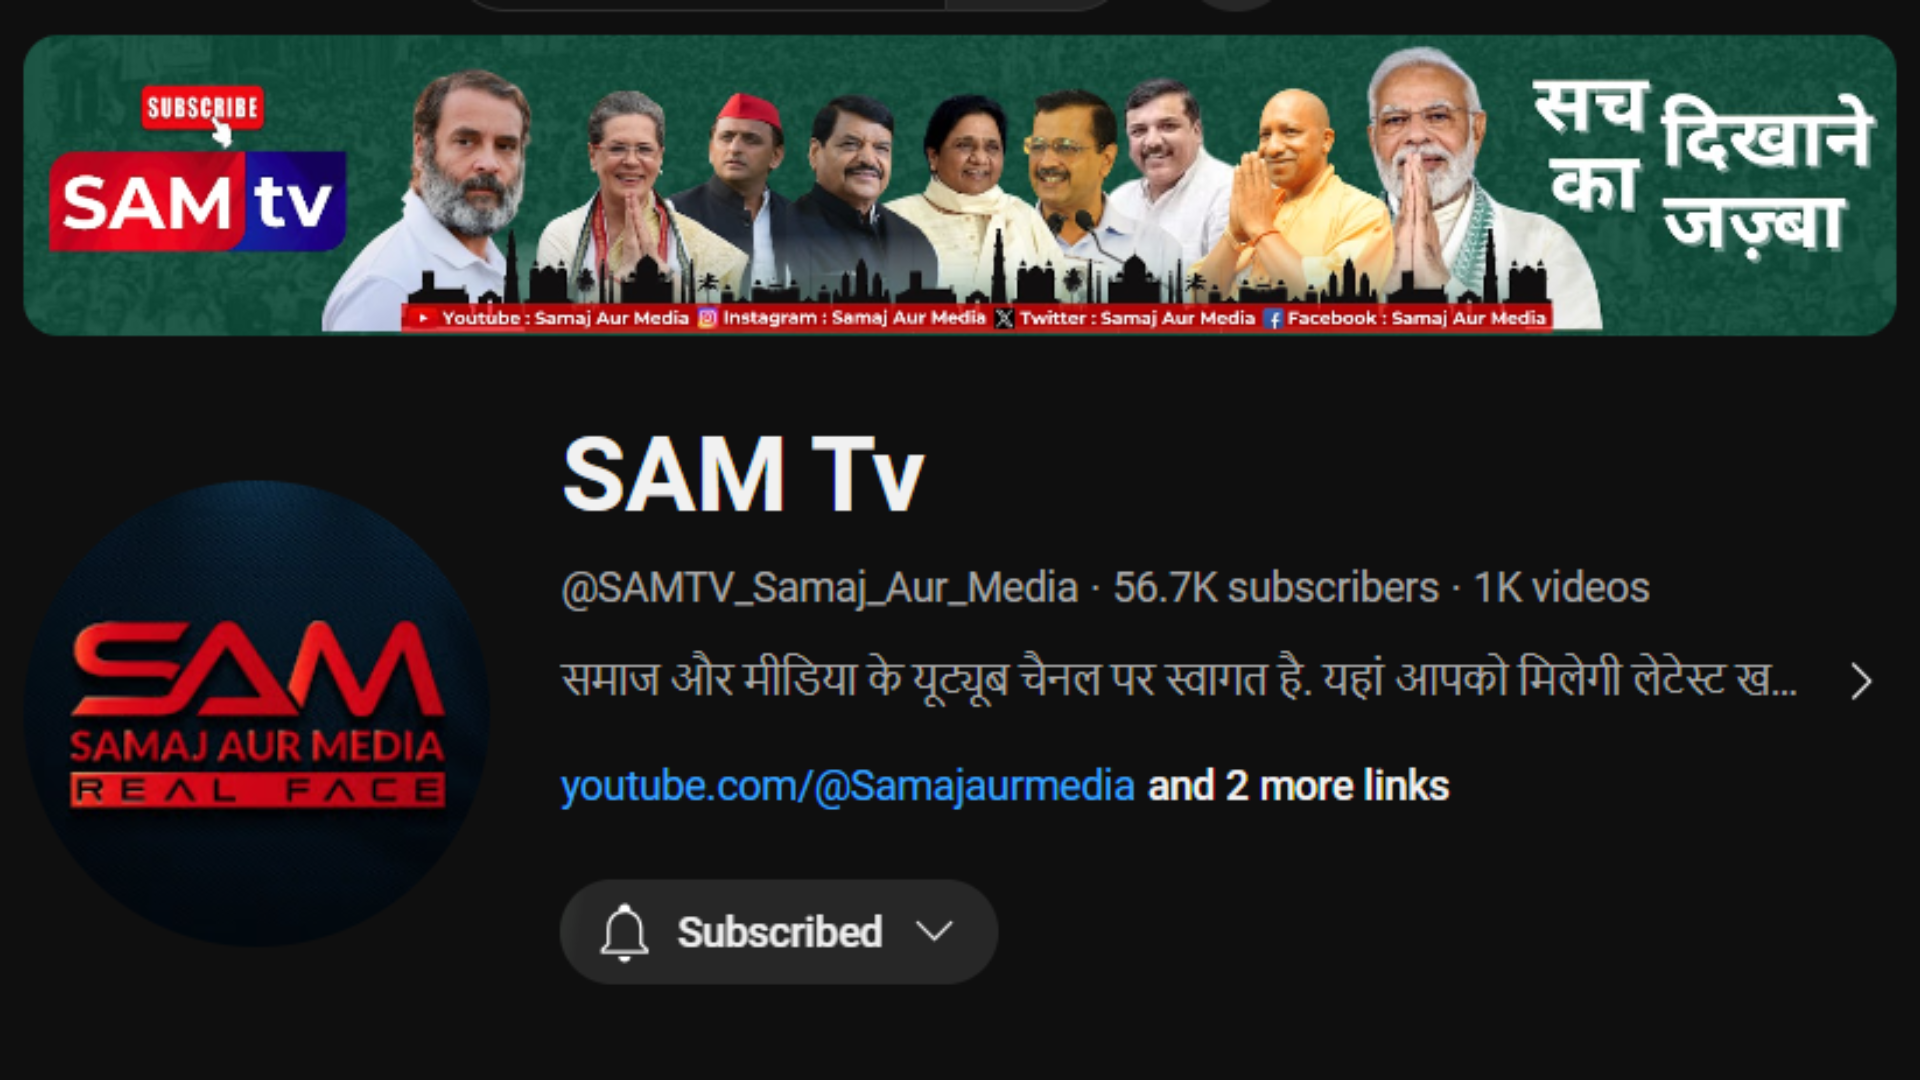 SUBSCRIBE
SAM tv
सच
का
दिखाने
जज़्बा
Youtube : Samaj Aur Media Instagram : Samaj Aur Media Twitter : Samaj Aur Media Facebook : Samaj Aur Media
SAM
SAMAJ AUR MEDIA
REAL FACE
SAM Tv
@SAMTV_Samaj_Aur_Media · 56.7K subscribers · 1K videos
समाज और मीडिया के यूट्यूब चैनल पर स्वागत है. यहां आपको मिलेगी लेटेस्ट ख...
youtube.com/@Samajaurmedia and 2 more links
Subscribed